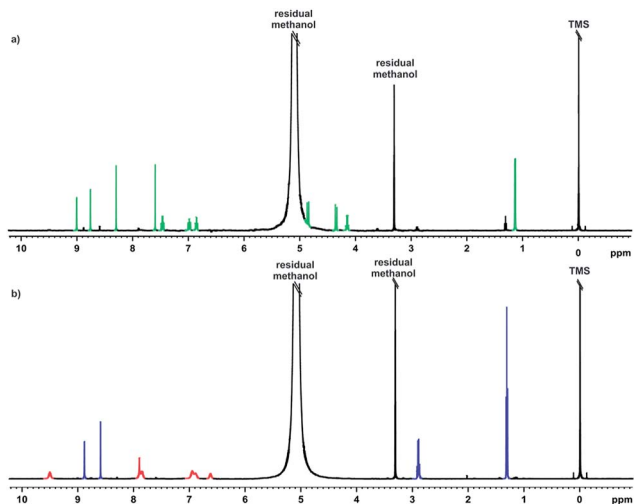 residual
methanol
TMS
a)
residual
methanol
10 9 8 7 6 5 4 3 2 1 0 ppm
residual
methanol
residual
methanol
TMS
b)
10 9 8 7 6 5 4 3 2 1 0 ppm